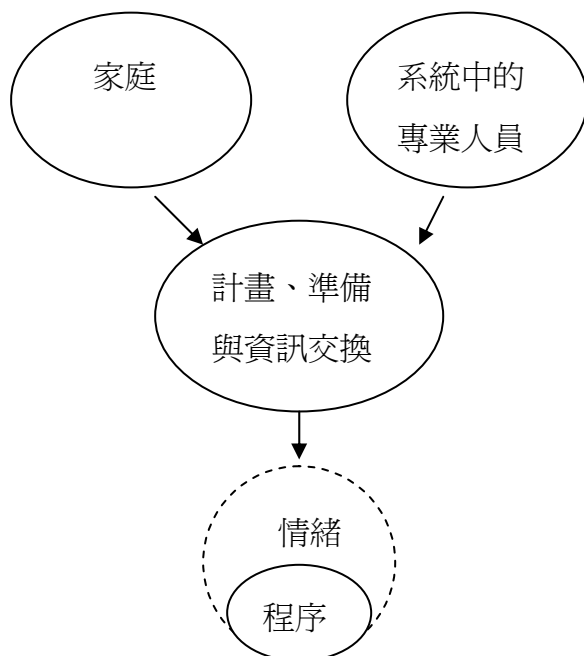 家庭
系統中的
專業人員
計畫、準備
與資訊交換
情緒
程序